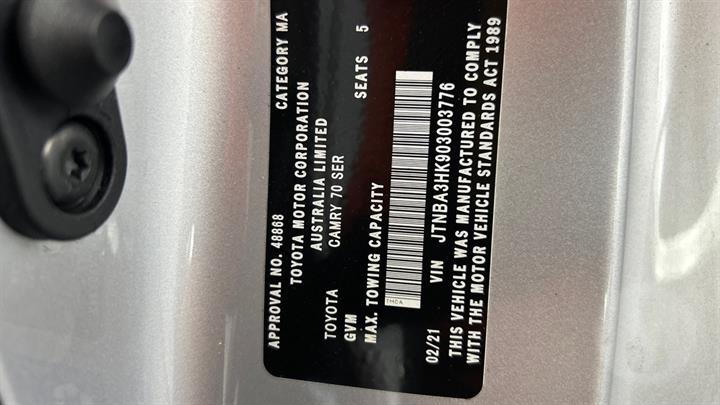 APPROVAL NO. 48868 CATEGORY MA
TOYOTA MOTOR CORPORATION
AUSTRALIA LIMITED
TOYOTA CAMRY 70 SER
GVM SEATS 5
MAX. TOWING CAPACITY
THCA
02/21 VIN JTNBA3HK903003776
THIS VEHICLE WAS MANUFACTURED TO COMPLY
WITH THE MOTOR VEHICLE STANDARDS ACT 1989